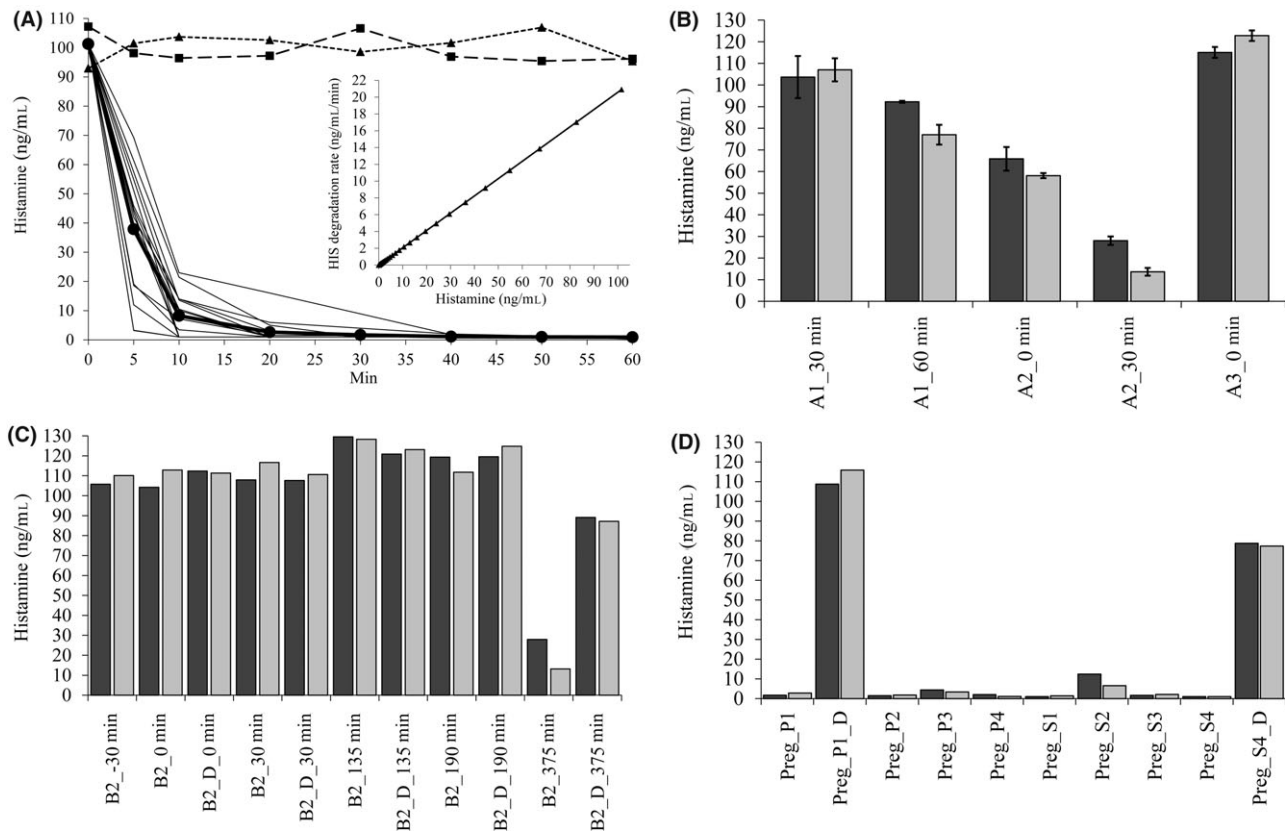 (A)
110
100
90
80
70
60
50
40
30
20
10
0
Histamine (ng/mL)
0 5 10 15 20 25 30 35 40 45 50 55 60
Min
22
20
18
16
14
12
10
8
6
4
2
0
HIS degradation rate (ng/mL/min)
0 10 20 30 40 50 60 70 80 90 100
Histamine (ng/mL)
(B)
130
120
110
100
90
80
70
60
50
40
30
20
10
0
Histamine (ng/mL)
A1_30 min
A1_60 min
A2_0 min
A2_30 min
A3_0 min
(C)
130
120
110
100
90
80
70
60
50
40
30
20
10
0
Histamine (ng/mL)
B2_-30 min
B2_0 min
B2_D_0 min
B2_30 min
B2_D_30 min
B2_135 min
B2_D_135 min
B2_190 min
B2_D_190 min
B2_375 min
B2_D_375 min
(D)
130
120
110
100
90
80
70
60
50
40
30
20
10
0
Histamine (ng/mL)
Preg_P1
Preg_P1_D
Preg_P2
Preg_P3
Preg_P4
Preg_S1
Preg_S2
Preg_S3
Preg_S4
Preg_S4_D